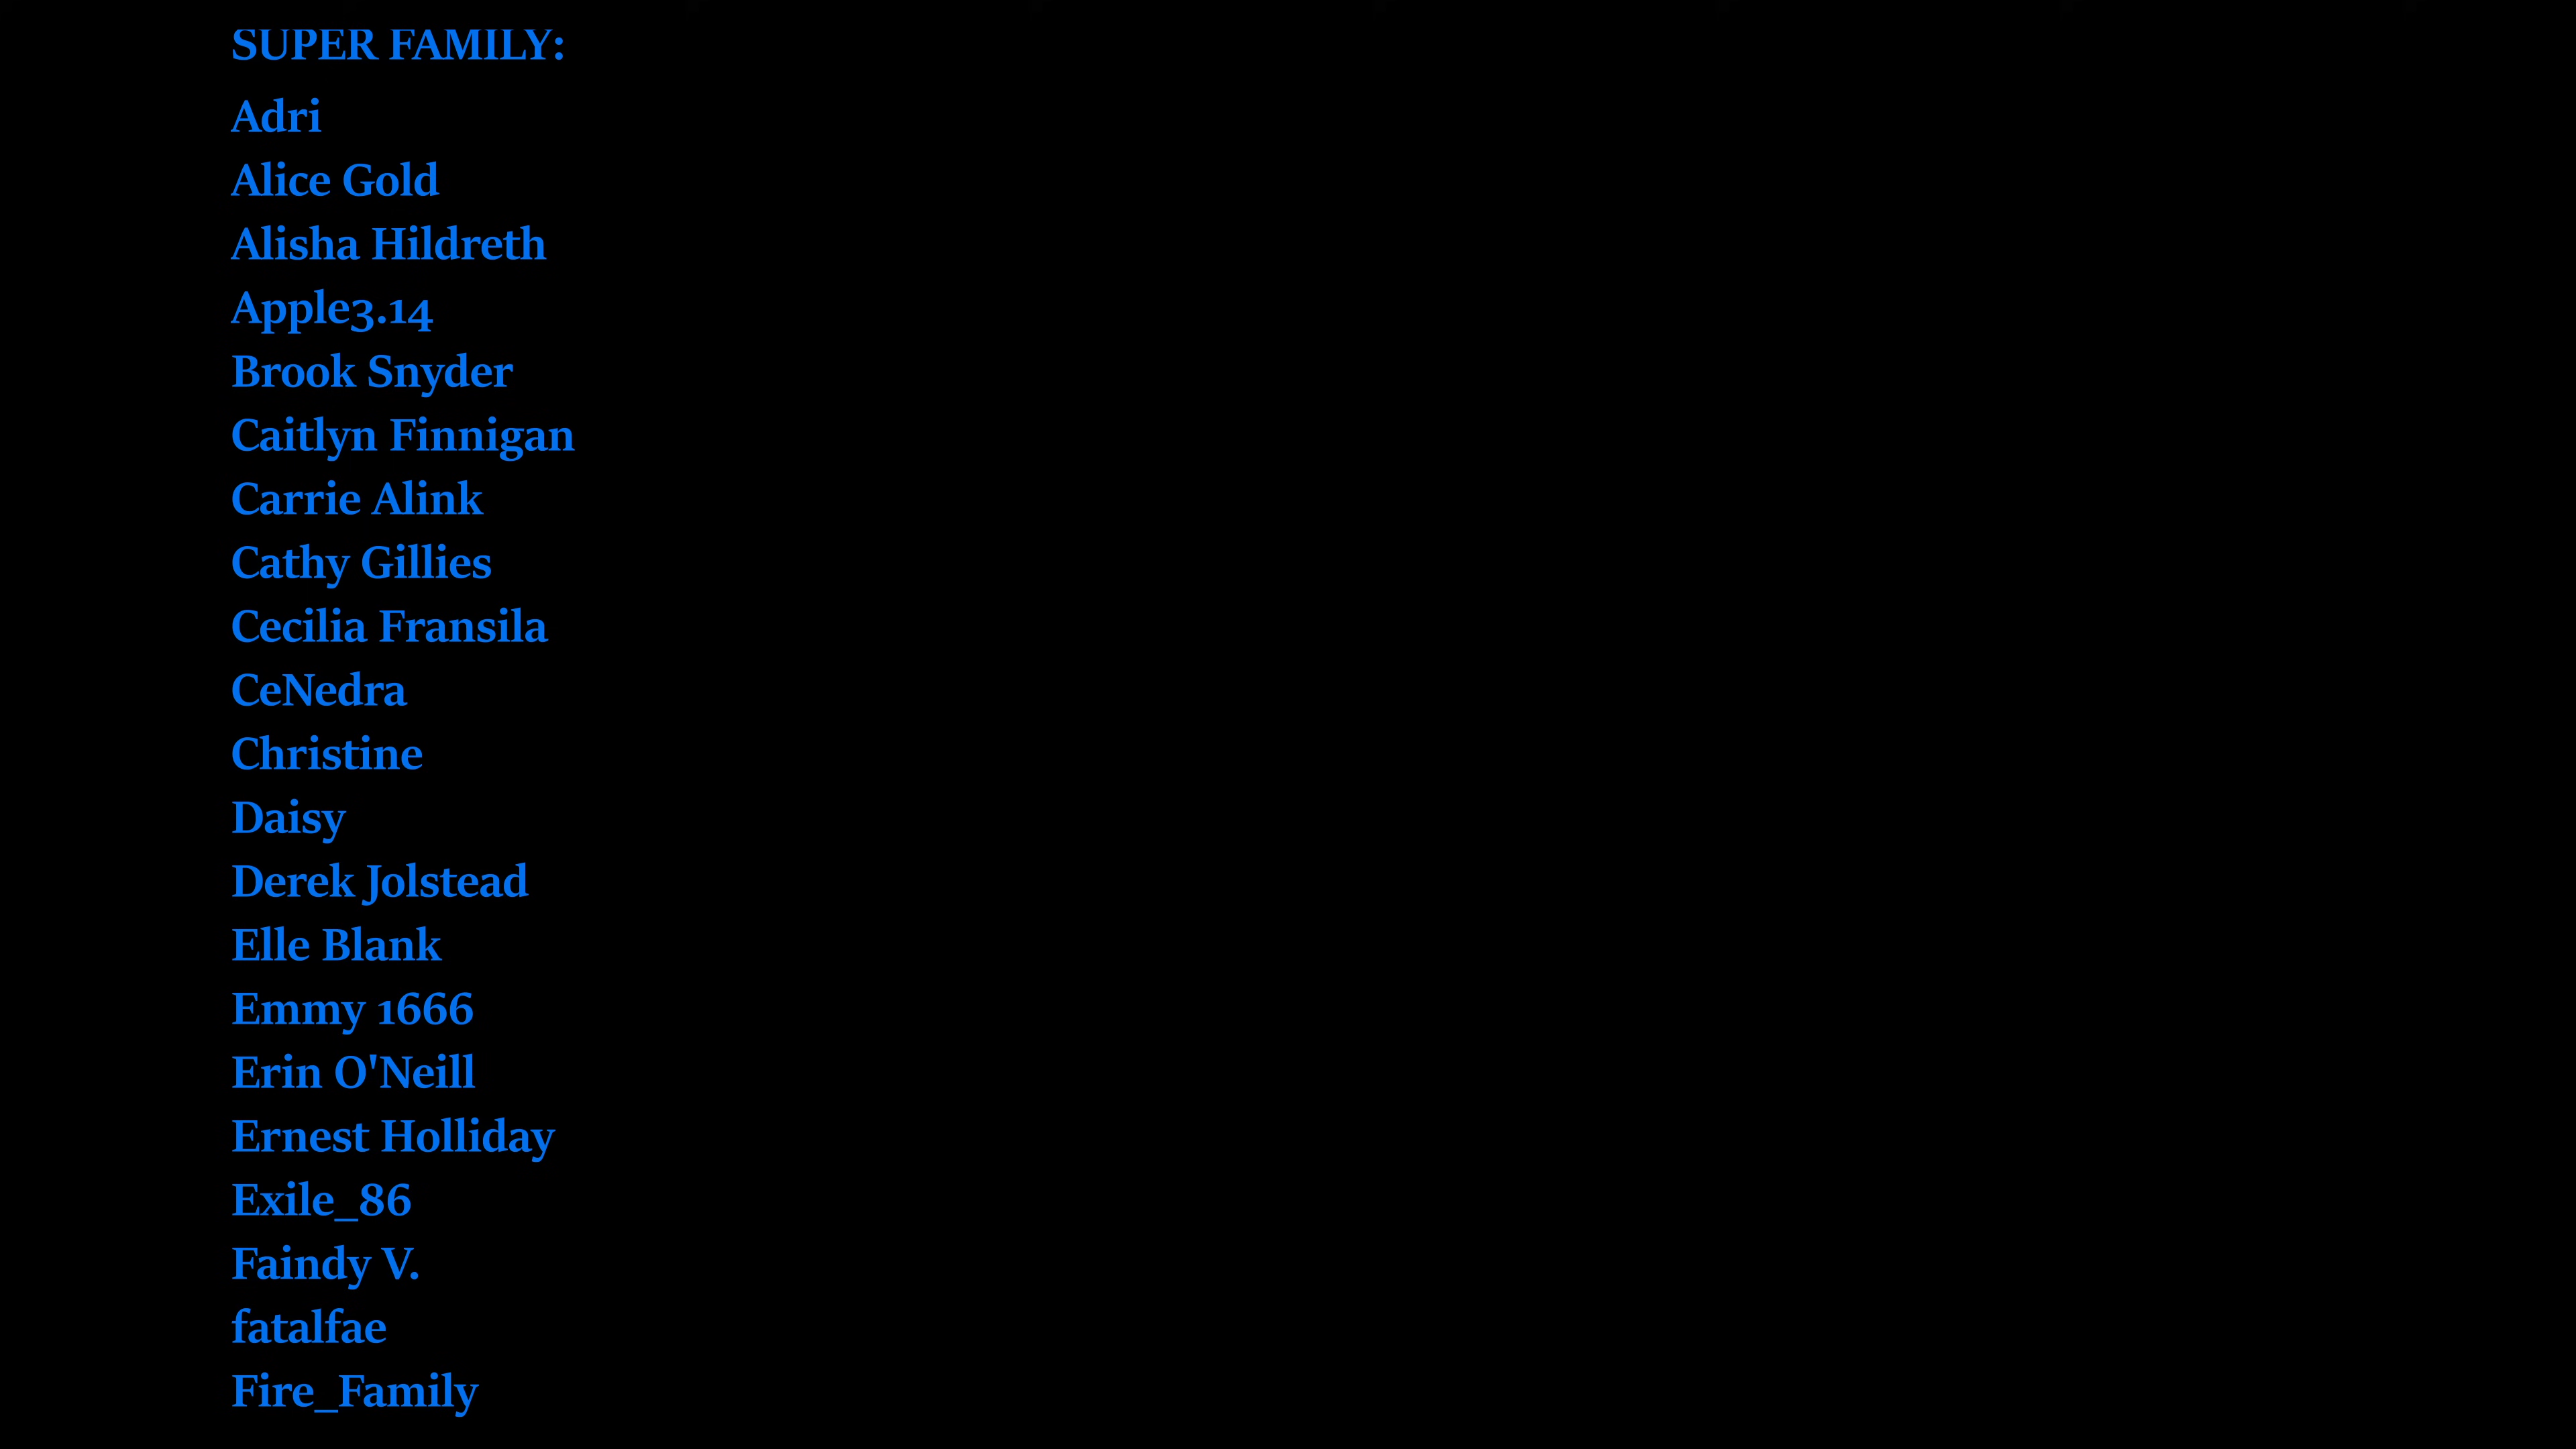 SUPER FAMILY:
Adri
Alice Gold
Alisha Hildreth
Apple3.14
Brook Snyder
Caitlyn Finnigan
Carrie Alink
Cathy Gillies
Cecilia Fransila
CeNedra
Christine
Daisy
Derek Jolstead
Elle Blank
Emmy 1666
Erin O'Neill
Ernest Holliday
Exile_86
Faindy V.
fatalfae
Fire_Family